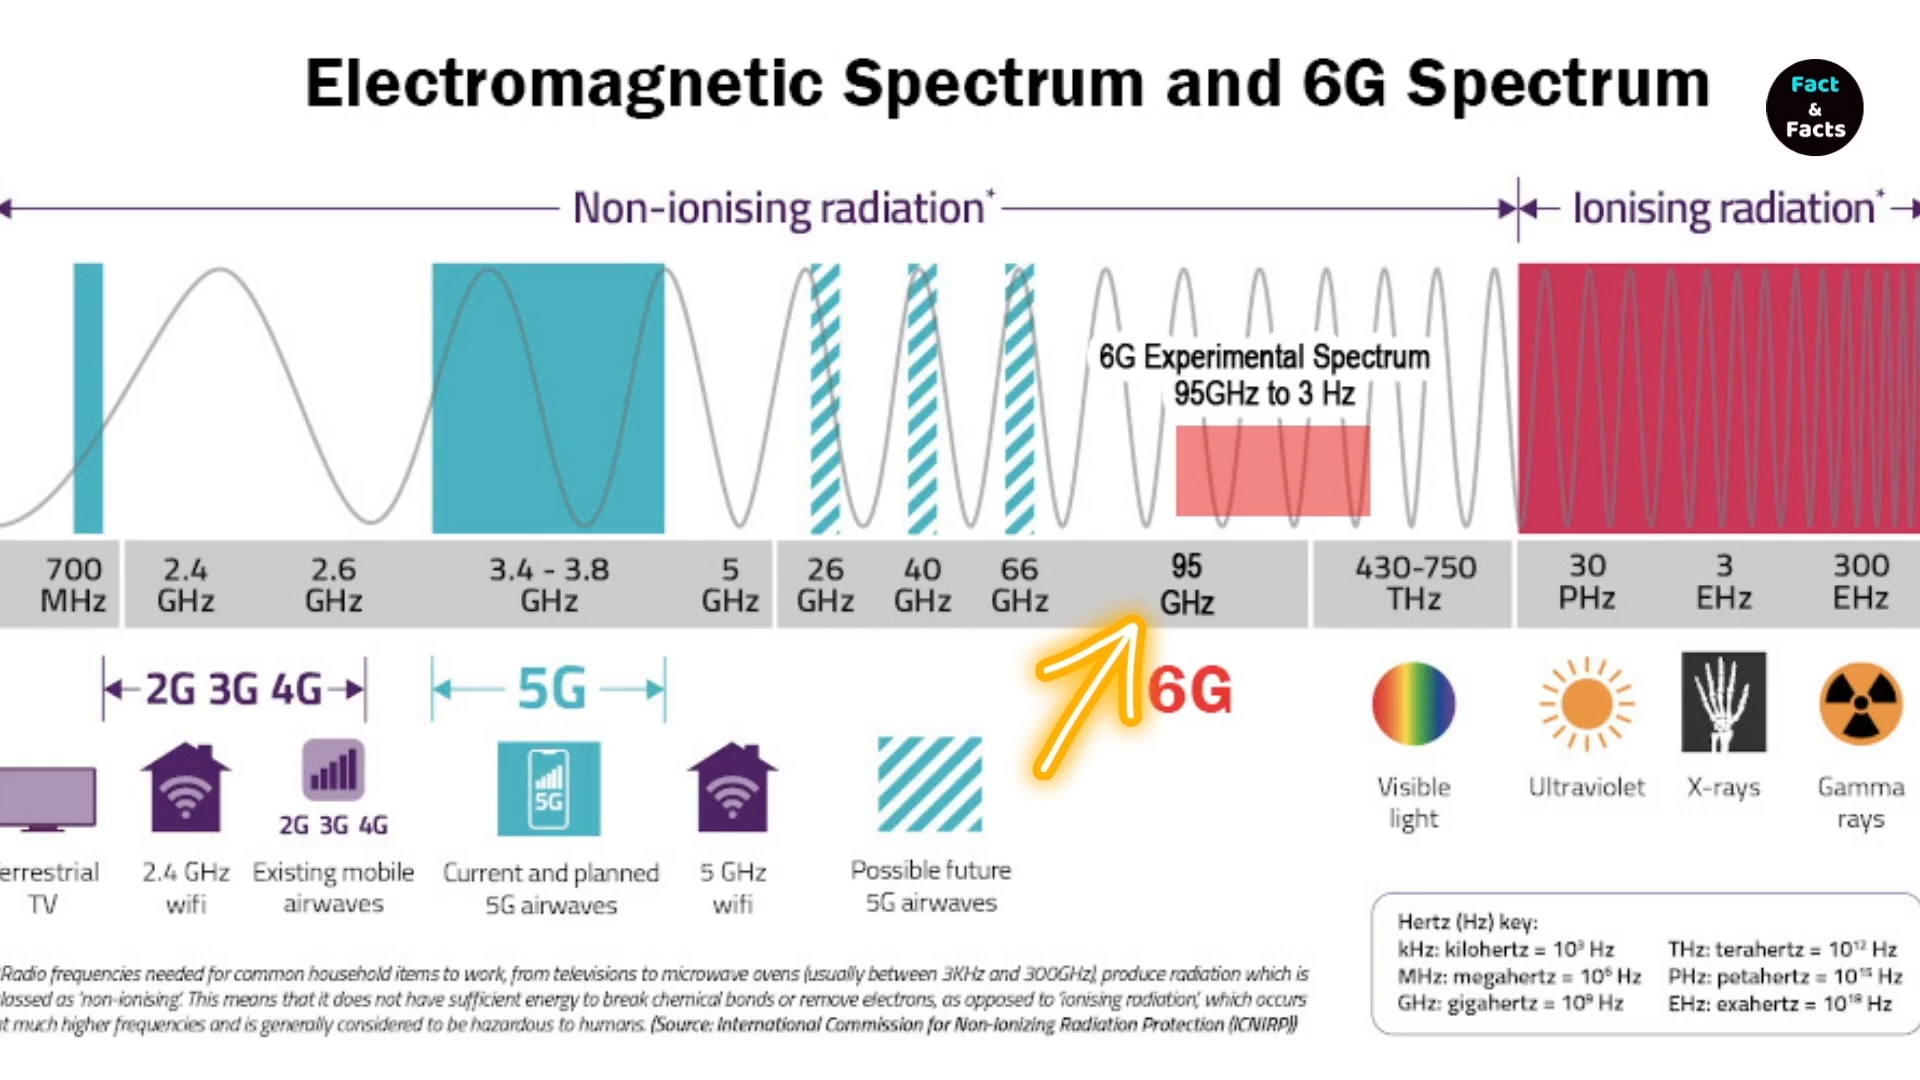 Electromagnetic Spectrum and 6G Spectrum
Fact
&
Facts
Non-ionising radiation*
Ionising radiation*
6G Experimental Spectrum
95GHz to 3 Hz
700 MHz
2.4 GHz
2.6 GHz
3.4 - 3.8 GHz
5 GHz
26 GHz
40 GHz
66 GHz
95 GHz
430-750 THz
30 PHz
3 EHz
300 EHz
2G 3G 4G
5G
6G
2G 3G 4G
5G
errestrial
TV
2.4 GHz
wifi
Existing mobile
airwaves
Current and planned
5G airwaves
5 GHz
wifi
Possible future
5G airwaves
Visible
light
Ultraviolet
X-rays
Gamma
rays
Radio frequencies needed for common household items to work, from televisions to microwave ovens (usually between 3KHz and 300GHz), produce radiation which is
lassed as 'non-ionising'. This means that it does not have sufficient energy to break chemical bonds or remove electrons, as opposed to 'ionising radiation', which occurs
t much higher frequencies and is generally considered to be hazardous to humans. (Source: International Commission for Non-Ionizing Radiation Protection (ICNIRP))
Hertz (Hz) key:
kHz: kilohertz = 10³ Hz
MHz: megahertz = 10⁶ Hz
GHz: gigahertz = 10⁹ Hz
THz: terahertz = 10¹² Hz
PHz: petahertz = 10¹⁵ Hz
EHz: exahertz = 10¹⁸ Hz